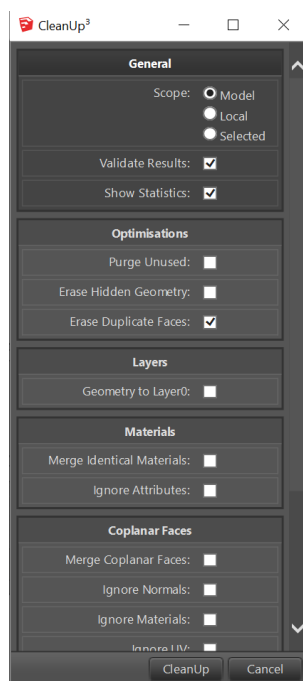 CleanUp³
General
Scope: Model
Local
Selected
Validate Results:
Show Statistics:
Optimisations
Purge Unused:
Erase Hidden Geometry:
Erase Duplicate Faces:
Layers
Geometry to Layer0:
Materials
Merge Identical Materials:
Ignore Attributes:
Coplanar Faces
Merge Coplanar Faces:
Ignore Normals:
Ignore Materials:
Ignore UV:
CleanUp Cancel